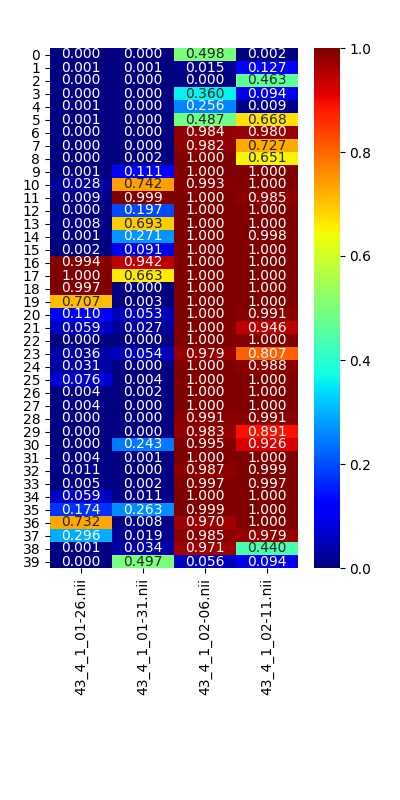 0 0.000 0.000 0.498 0.002
1 0.001 0.001 0.015 0.127
2 0.000 0.000 0.000 0.463
3 0.000 0.000 0.360 0.094
4 0.001 0.000 0.256 0.009
5 0.001 0.000 0.487 0.668
6 0.000 0.000 0.984 0.980
7 0.000 0.000 0.982 0.727
8 0.000 0.002 1.000 0.651
9 0.001 0.111 1.000 1.000
10 0.028 0.742 0.993 1.000
11 0.009 0.999 1.000 0.985
12 0.000 0.197 1.000 1.000
13 0.008 0.693 1.000 1.000
14 0.001 0.271 1.000 0.998
15 0.002 0.091 1.000 1.000
16 0.994 0.942 1.000 1.000
17 1.000 0.663 1.000 1.000
18 0.997 0.000 1.000 1.000
19 0.707 0.003 1.000 1.000
20 0.110 0.053 1.000 0.991
21 0.059 0.027 1.000 0.946
22 0.000 0.000 1.000 1.000
23 0.036 0.054 0.979 0.807
24 0.031 0.000 1.000 0.988
25 0.076 0.004 1.000 1.000
26 0.004 0.002 1.000 1.000
27 0.004 0.000 1.000 1.000
28 0.000 0.000 0.991 0.991
29 0.000 0.000 0.983 0.891
30 0.000 0.243 0.995 0.926
31 0.004 0.001 1.000 1.000
32 0.011 0.000 0.987 0.999
33 0.005 0.002 0.997 0.997
34 0.059 0.011 1.000 1.000
35 0.174 0.263 0.999 1.000
36 0.732 0.008 0.970 1.000
37 0.296 0.019 0.985 0.979
38 0.001 0.034 0.971 0.440
39 0.000 0.497 0.056 0.094
43_4_1_01-26.nii
43_4_1_01-31.nii
43_4_1_02-06.nii
43_4_1_02-11.nii
1.0
0.8
0.6
0.4
0.2
0.0